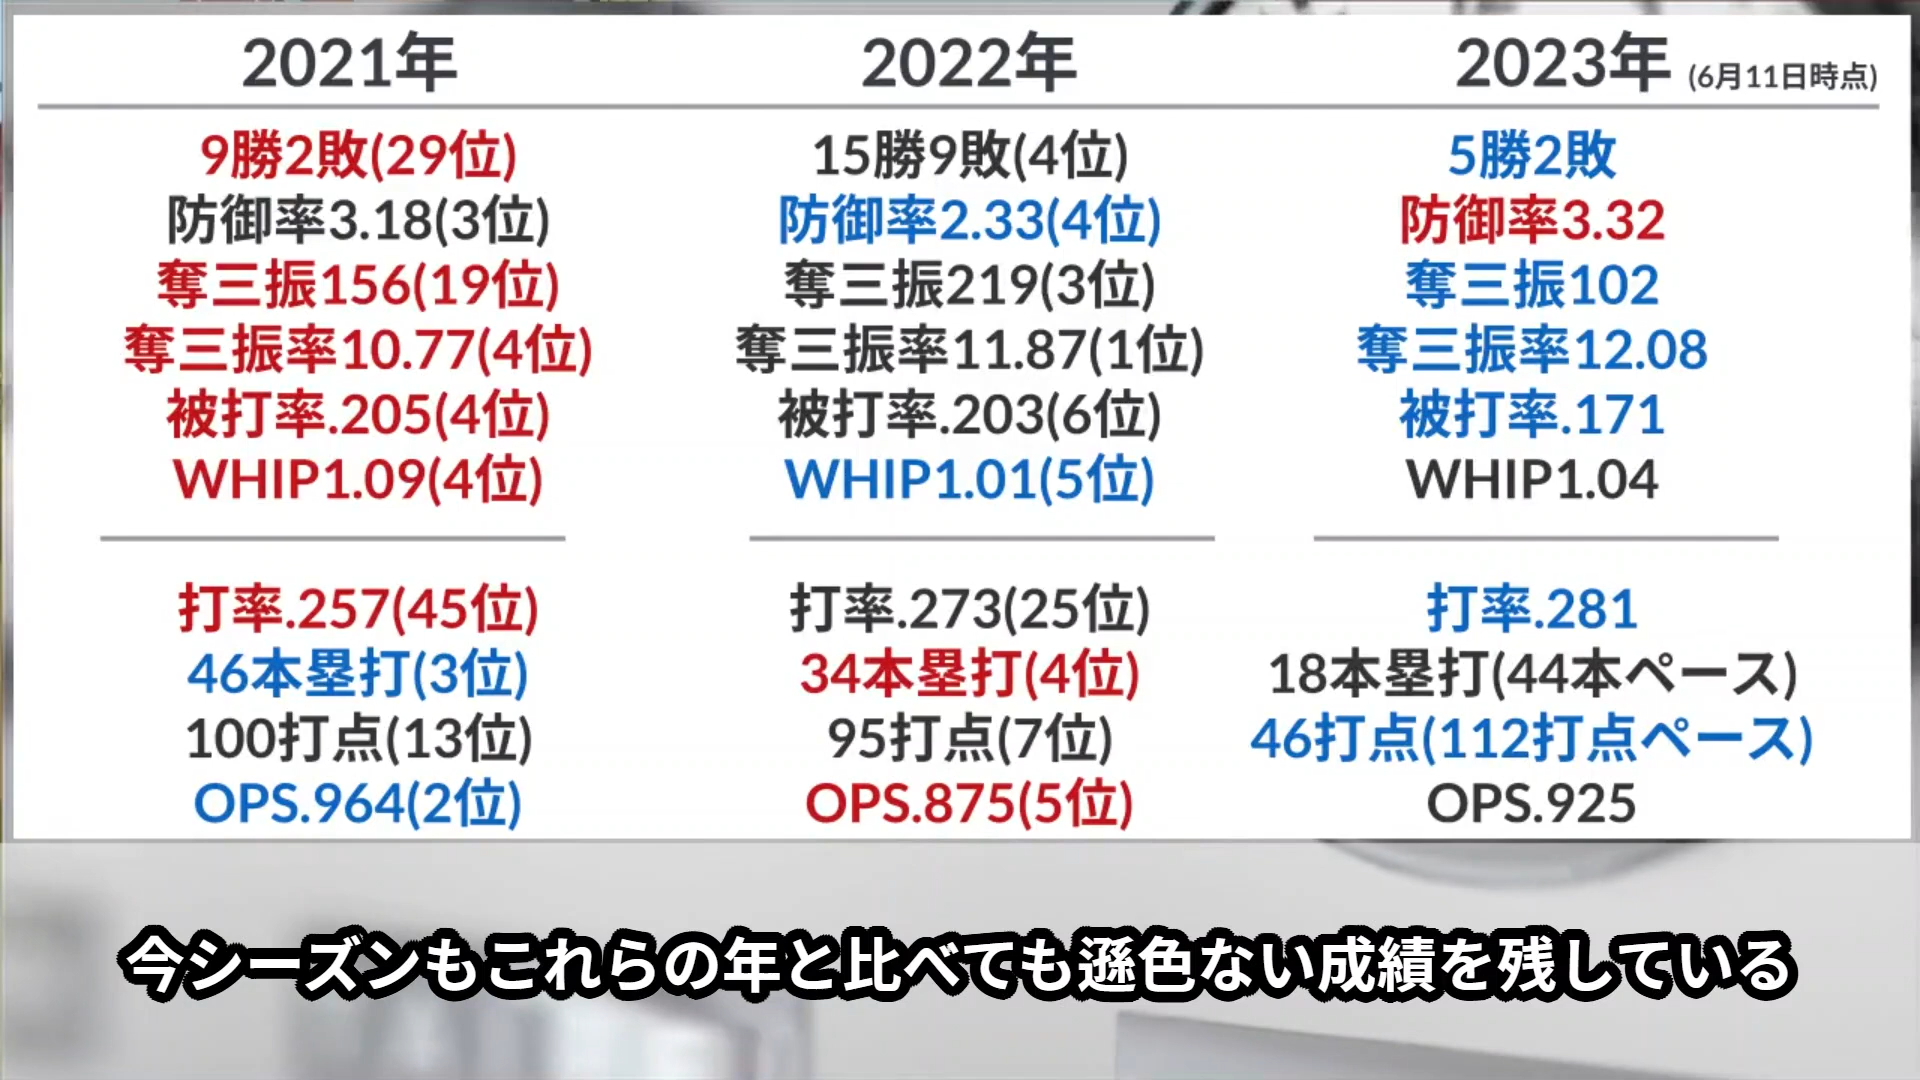 2021年
9勝2敗(29位)
防御率3.18(3位)
奪三振156(19位)
奪三振率10.77(4位)
被打率.205(4位)
WHIP1.09(4位)
打率.257(45位)
46本塁打(3位)
100打点(13位)
OPS.964(2位)
2022年
15勝9敗(4位)
防御率2.33(4位)
奪三振219(3位)
奪三振率11.87(1位)
被打率.203(6位)
WHIP1.01(5位)
打率.273(25位)
34本塁打(4位)
95打点(7位)
OPS.875(5位)
2023年 (6月11日時点)
5勝2敗
防御率3.32
奪三振102
奪三振率12.08
被打率.171
WHIP1.04
打率.281
18本塁打(44本ペース)
46打点(112打点ペース)
OPS.925
今シーズンもこれらの年と比べても遜色ない成績を残している